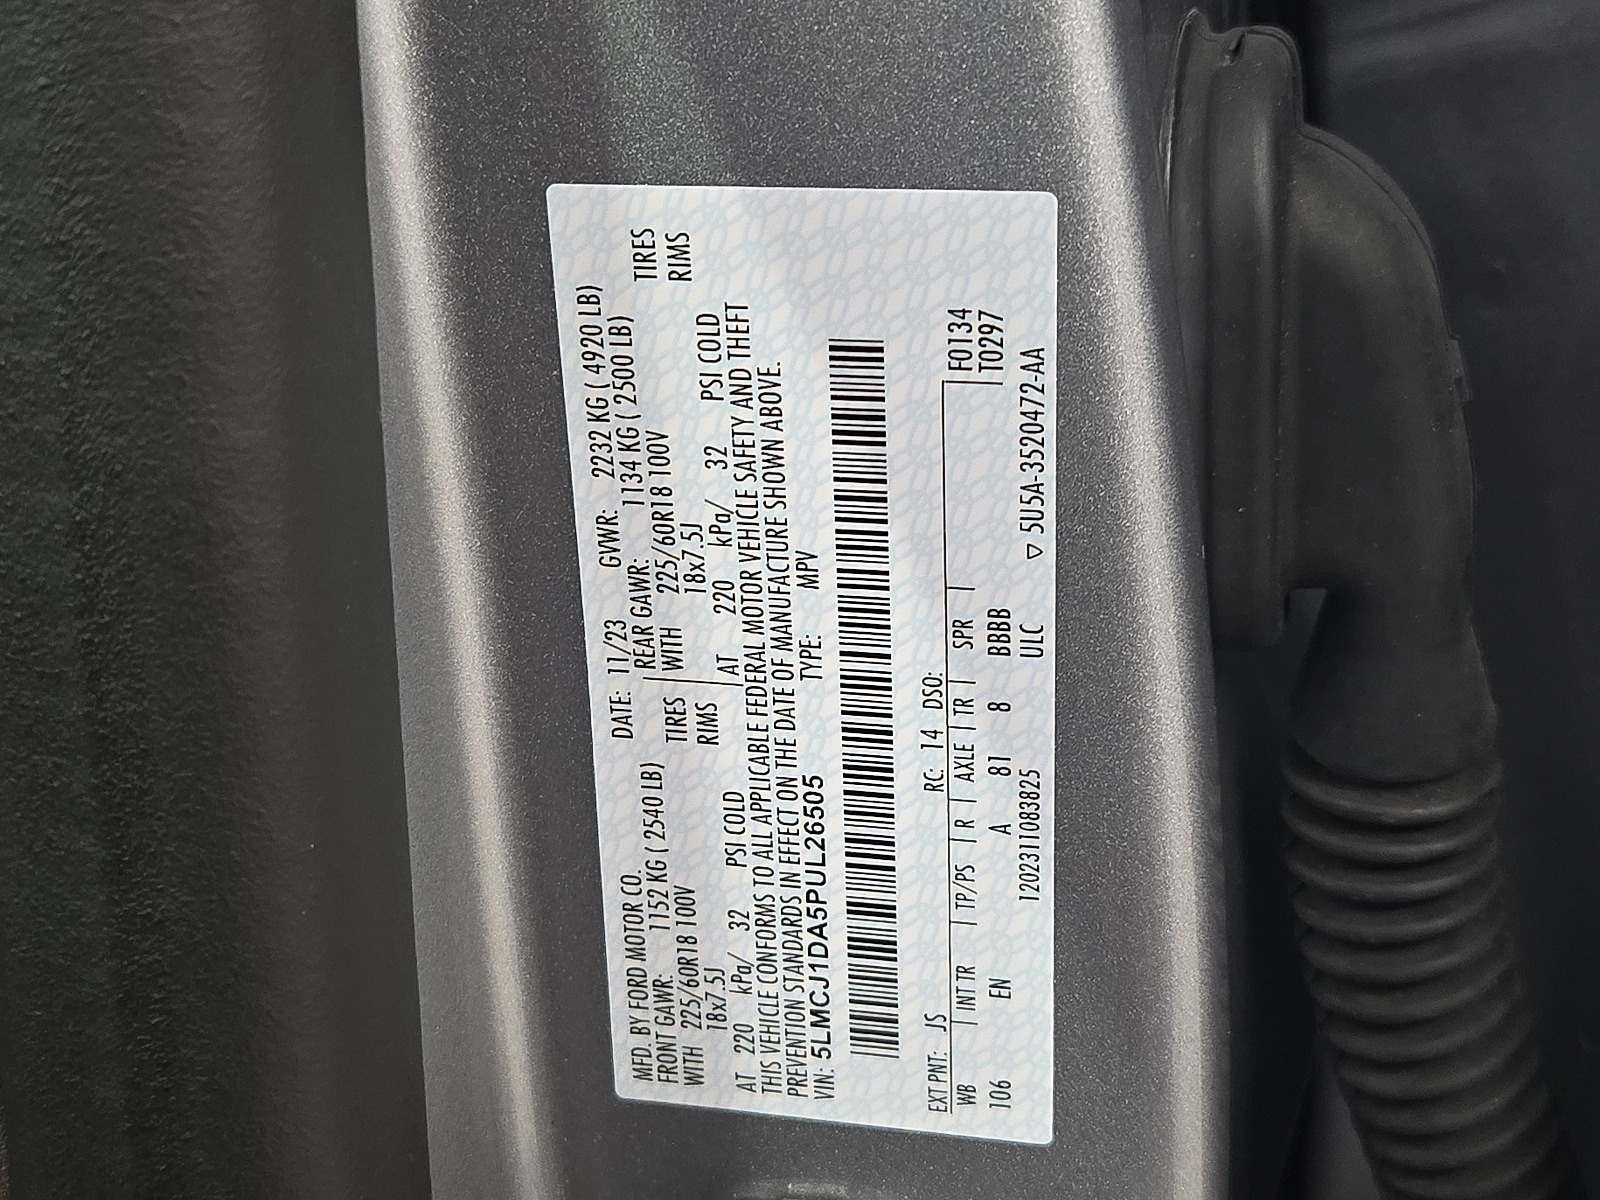 MFD. BY FORD MOTOR CO. DATE: 11/23 GVWR: 2232 KG ( 4920 LB)
FRONT GAWR: 1152 KG ( 2540 LB) REAR GAWR: 1134 KG ( 2500 LB)
WITH 225/60R18 100V TIRES WITH 225/60R18 100V TIRES
18x7.5J RIMS 18x7.5J RIMS
AT 220 kPa/ 32 PSI COLD AT 220 kPa/ 32 PSI COLD
THIS VEHICLE CONFORMS TO ALL APPLICABLE FEDERAL MOTOR VEHICLE SAFETY AND THEFT
PREVENTION STANDARDS IN EFFECT ON THE DATE OF MANUFACTURE SHOWN ABOVE.
VIN: 5LMCJ1DA5PUL26505 TYPE: MPV
EXT PNT: JS RC: 14 DSO:
WB INT TR TP/PS R AXLE TR SPR F0134
106 EN A 81 8 BBBB T0297
1202311083825 ULC ▽ 5U5A-3520472-AA